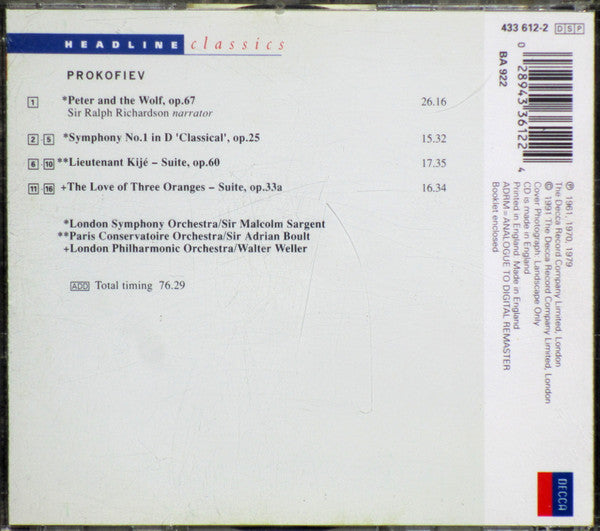 HEADLINE classics
433 612-2 DSP
BA 922
PROKOFIEV
1 *Peter and the Wolf, op.67 26.16
Sir Ralph Richardson narrator
2 - 5 *Symphony No.1 in D 'Classical', op.25 15.32
6 - 10 **Lieutenant Kijé – Suite, op.60 17.35
11 - 16 +The Love of Three Oranges – Suite, op.33a 16.34
*London Symphony Orchestra/Sir Malcolm Sargent
**Paris Conservatoire Orchestra/Sir Adrian Boult
+London Philharmonic Orchestra/Walter Weller
ADD Total timing 76.29
0 28943 36122 4
℗ 1961, 1970, 1979
The Decca Record Company Limited, London
© 1991 The Decca Record Company Limited, London
Cover Photograph: Landscape Only
CD is made in England
Printed in England Made in England
ADRM=ANALOGUE TO DIGITAL REMASTER
Booklet enclosed
DECCA